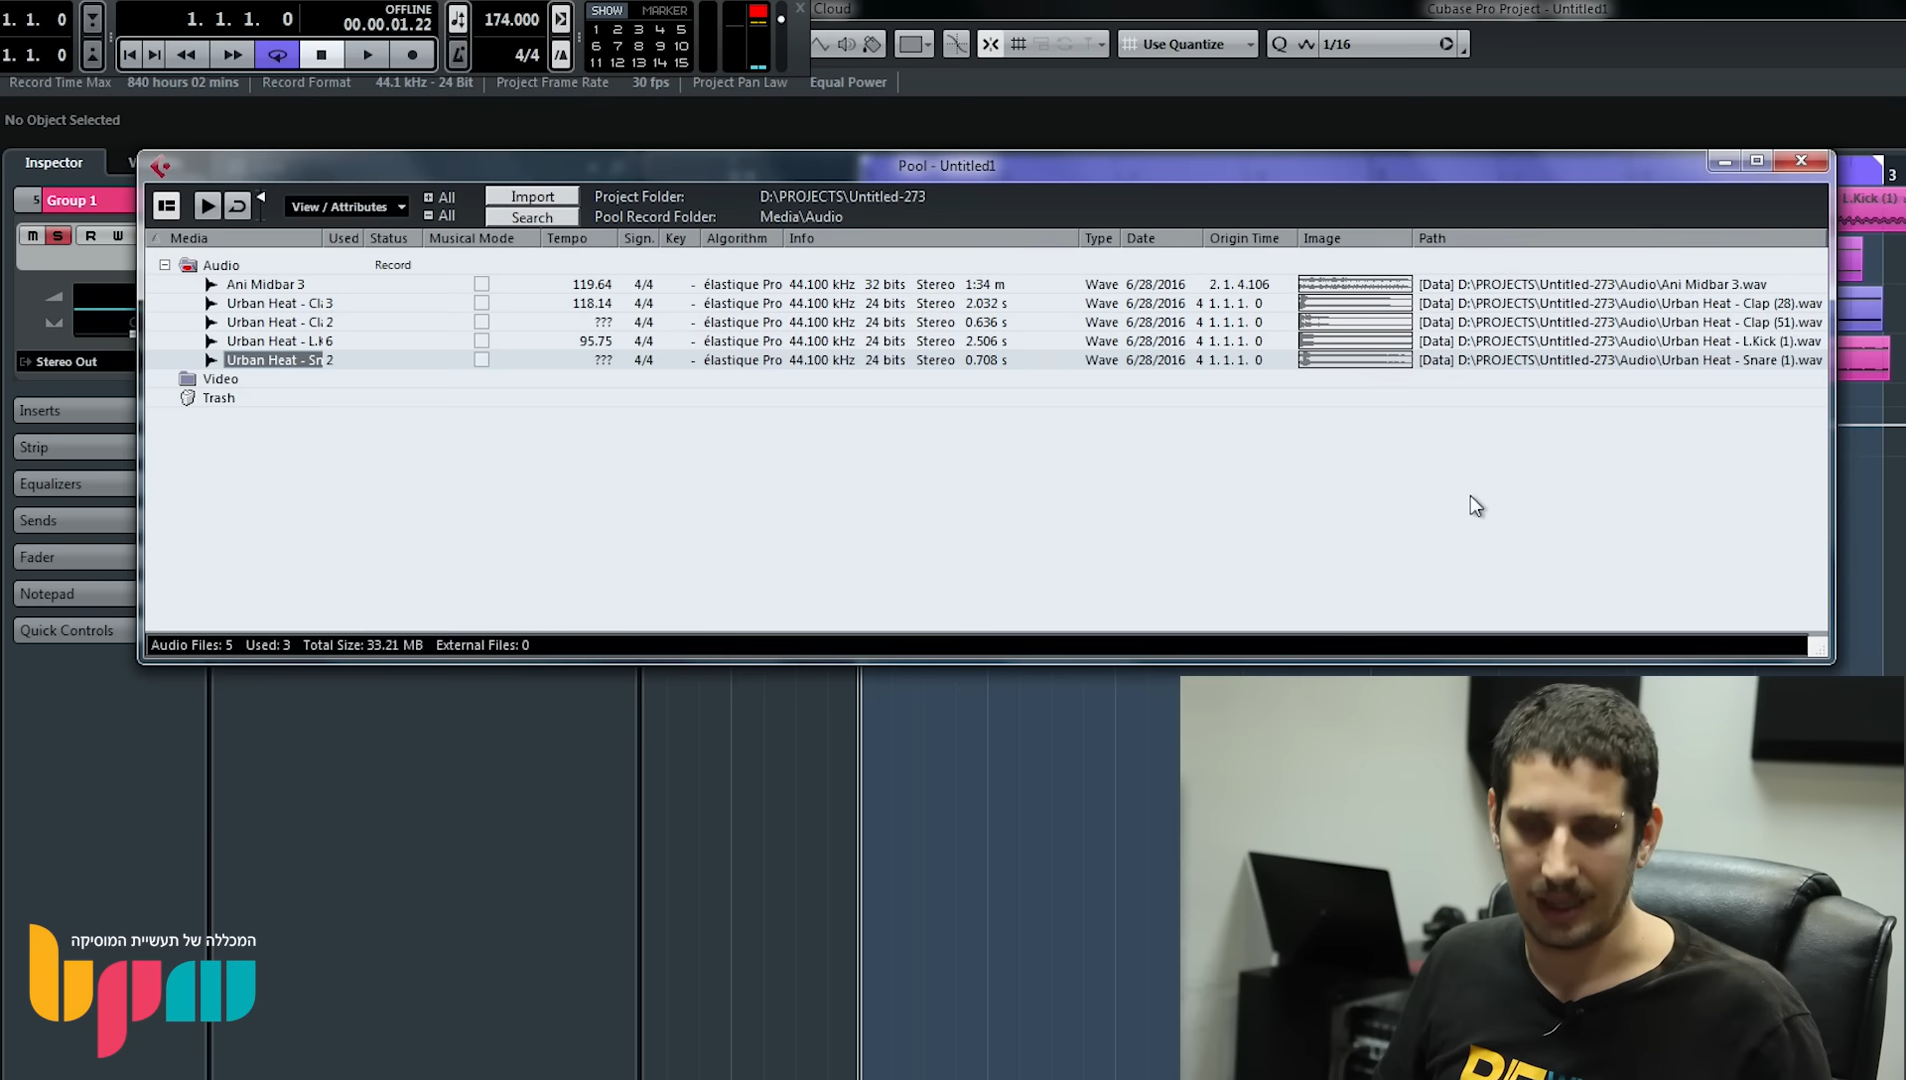 Cloud
Cubase Pro Project - Untitled1
1. 1. 0
1. 1. 1. 0
OFFLINE
00.00.01.22
174.000
SHOW
MARKER
1 2 3 4 5
6 7 8 9 10
11 12 13 14 15
Use Quantize
Q
1/16
1. 1. 0
4/4
Record Time Max 840 hours 02 mins Record Format 44.1 kHz - 24 Bit Project Frame Rate 30 fps Project Pan Law Equal Power
No Object Selected
Inspector
V
Pool - Untitled1
3
5 Group 1
M S R W
L.Kick (1)
View / Attributes
All
All
Import
Search
Project Folder: D:\PROJECTS\Untitled-273
Pool Record Folder: Media\Audio
Media Used Status Musical Mode Tempo Sign. Key Algorithm Info Type Date Origin Time Image Path
Audio Record
Ani Midbar 3 119.64 4/4 - élastique Pro 44.100 kHz 32 bits Stereo 1:34 m Wave 6/28/2016 2. 1. 4.106 [Data] D:\PROJECTS\Untitled-273\Audio\Ani Midbar 3.wav
Urban Heat - Cl 3 118.14 4/4 - élastique Pro 44.100 kHz 24 bits Stereo 2.032 s Wave 6/28/2016 4 1. 1. 1. 0 [Data] D:\PROJECTS\Untitled-273\Audio\Urban Heat - Clap (28).wav
Urban Heat - Cl 2 ??? 4/4 - élastique Pro 44.100 kHz 24 bits Stereo 0.636 s Wave 6/28/2016 4 1. 1. 1. 0 [Data] D:\PROJECTS\Untitled-273\Audio\Urban Heat - Clap (51).wav
Urban Heat - L.K 6 95.75 4/4 - élastique Pro 44.100 kHz 24 bits Stereo 2.506 s Wave 6/28/2016 4 1. 1. 1. 0 [Data] D:\PROJECTS\Untitled-273\Audio\Urban Heat - L.Kick (1).wav
Urban Heat - Sn 2 ??? 4/4 - élastique Pro 44.100 kHz 24 bits Stereo 0.708 s Wave 6/28/2016 4 1. 1. 1. 0 [Data] D:\PROJECTS\Untitled-273\Audio\Urban Heat - Snare (1).wav
Video
Trash
Stereo Out
Inserts
Strip
Equalizers
Sends
Fader
Notepad
Quick Controls
Audio Files: 5 Used: 3 Total Size: 33.21 MB External Files: 0
המכללה של תעשיית המוסיקה
bpm